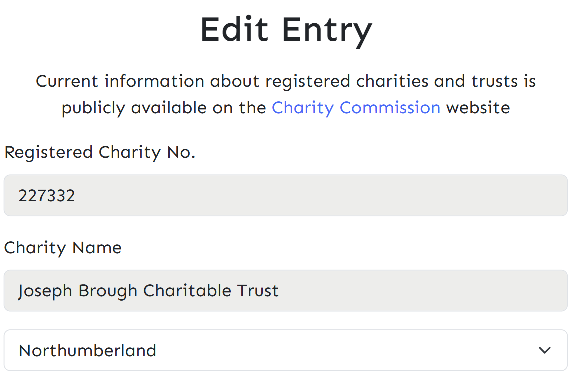 Edit Entry
Current information about registered charities and trusts is
publicly available on the Charity Commission website
Registered Charity No.
227332
Charity Name
Joseph Brough Charitable Trust
Northumberland